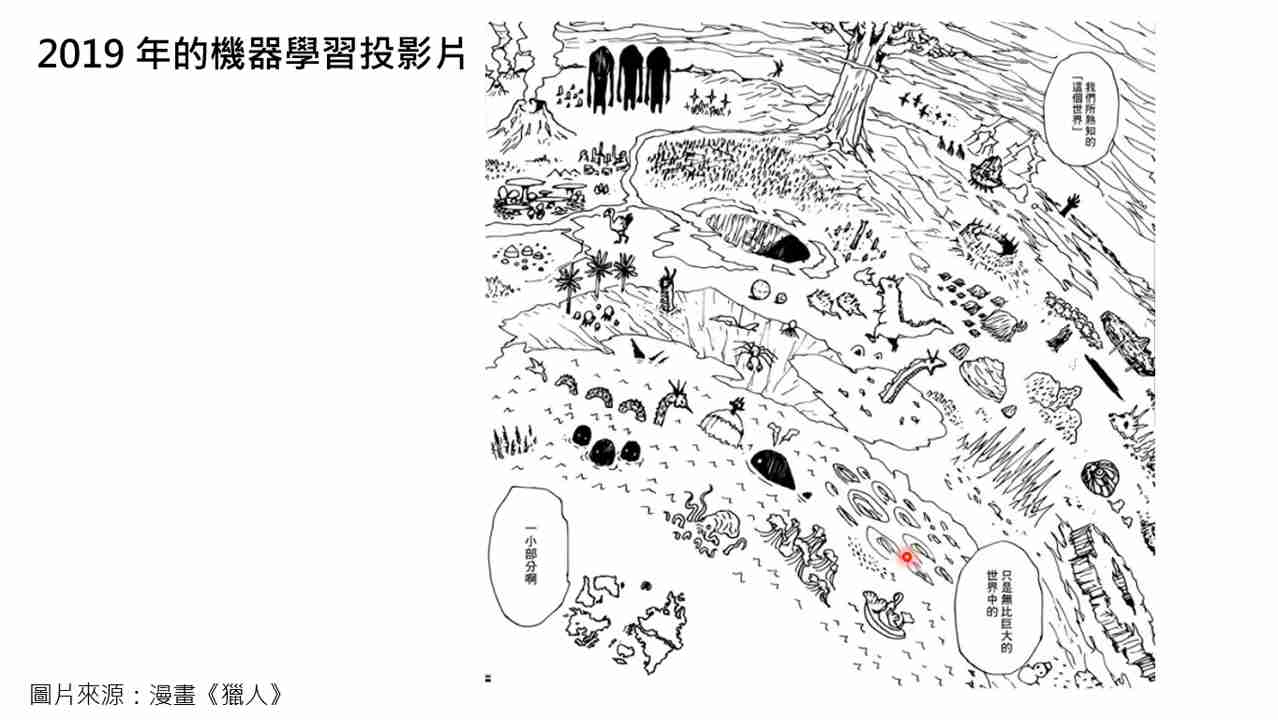 2019 年的機器學習投影片
我們所熟知的
「這個世界」
只是無比巨大的
世界中的
一小部分啊
圖片來源：漫畫《獵人》